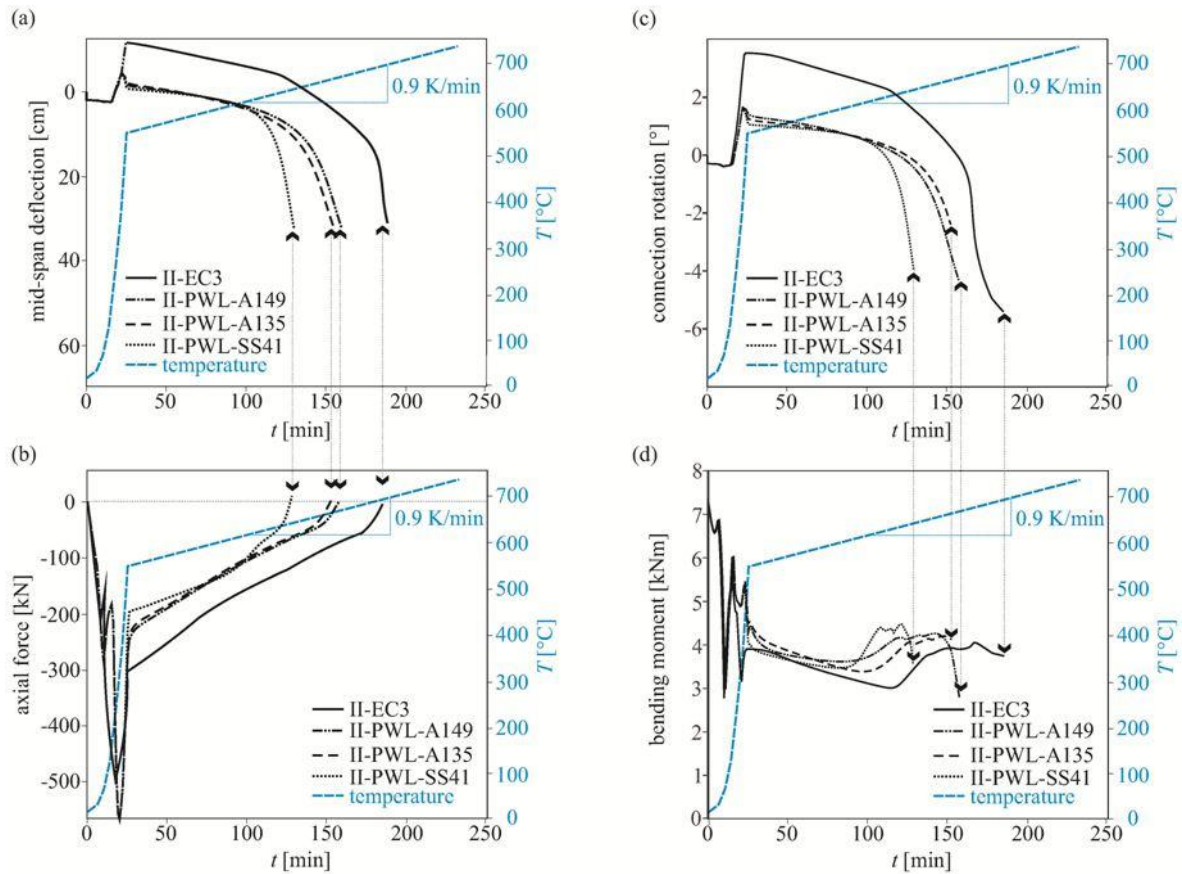 (a)
0
20
40
60
mid-span deflection [cm]
0.9 K/min
700
600
500
400
300
200
100
0
T [°C]
II-EC3
II-PWL-A149
II-PWL-A135
II-PWL-SS41
temperature
0
50
100
150
200
250
t [min]
(c)
2
0
-2
-4
-6
connection rotation [°]
0.9 K/min
700
600
500
400
300
200
100
0
T [°C]
II-EC3
II-PWL-A149
II-PWL-A135
II-PWL-SS41
temperature
0
50
100
150
200
250
t [min]
(b)
0
-100
-200
-300
-400
-500
axial force [kN]
0.9 K/min
700
600
500
400
300
200
100
0
T [°C]
II-EC3
II-PWL-A149
II-PWL-A135
II-PWL-SS41
temperature
0
50
100
150
200
250
t [min]
(d)
8
7
6
5
4
3
2
1
0
bending moment [kNm]
0.9 K/min
700
600
500
400
300
200
100
0
T [°C]
II-EC3
II-PWL-A149
II-PWL-A135
II-PWL-SS41
temperature
0
50
100
150
200
250
t [min]